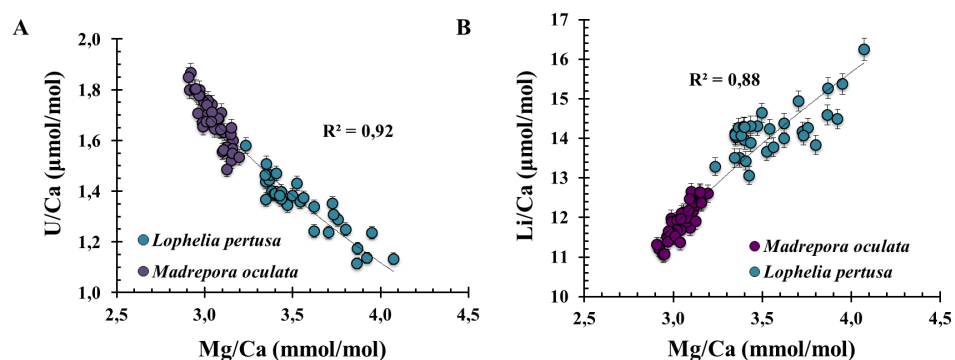 A
U/Ca (µmol/mol)
2,0
1,8
1,6
1,4
1,2
1,0
R² = 0,92
Lophelia pertusa
Madrepora oculata
2,5
3,0
3,5
4,0
4,5
Mg/Ca (mmol/mol)
B
Li/Ca (µmol/mol)
17
16
15
14
13
12
11
10
R² = 0,88
Madrepora oculata
Lophelia pertusa
2,5
3,0
3,5
4,0
4,5
Mg/Ca (mmol/mol)